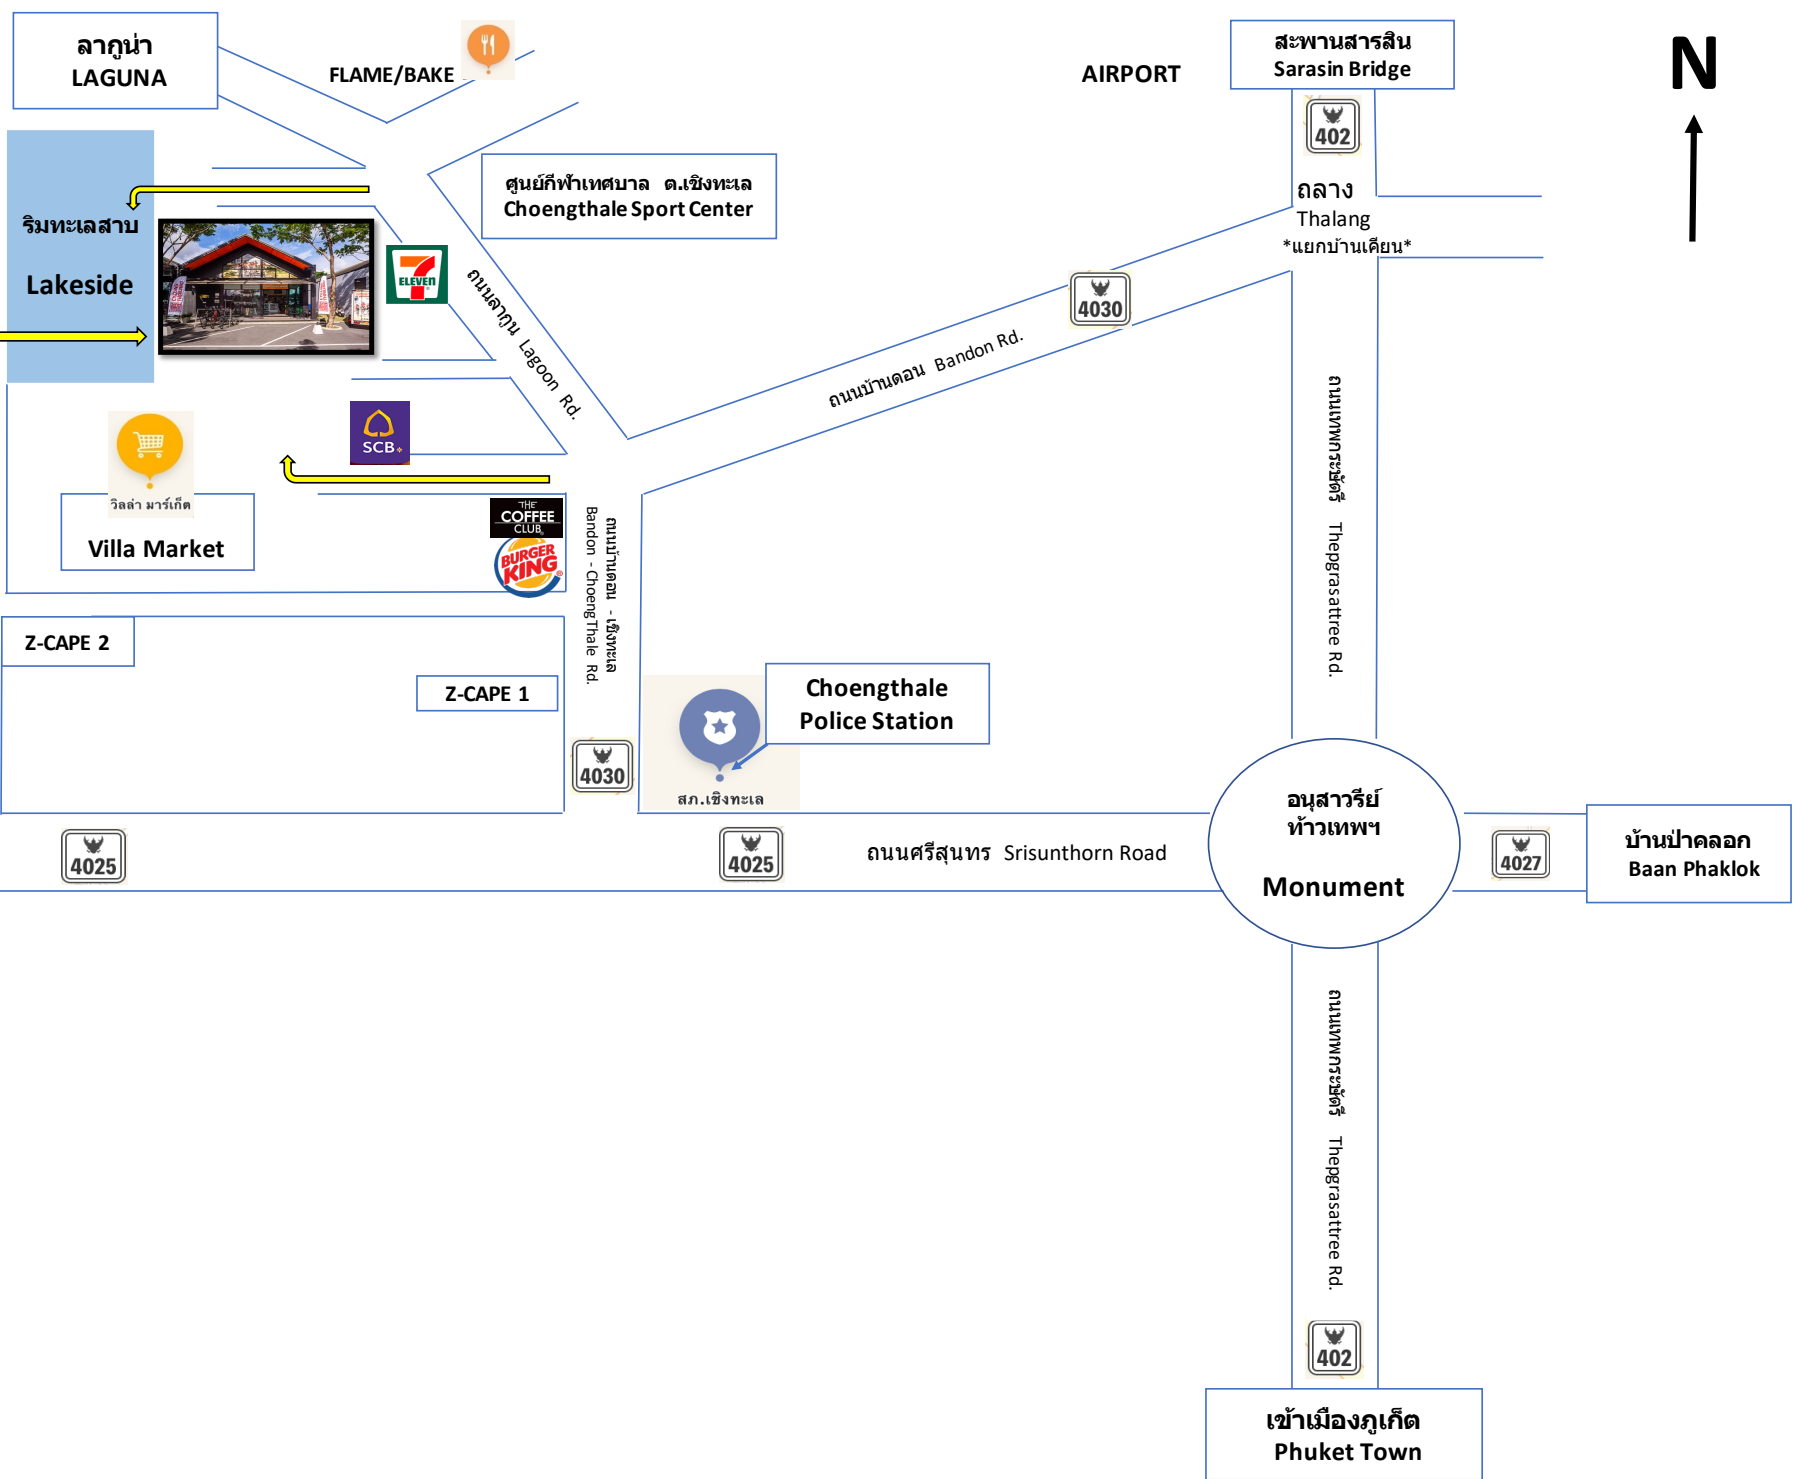 ลากูน่า
LAGUNA
FLAME/BAKE
AIRPORT
สะพานสารสิน
Sarasin Bridge
N
402
ริมทะเลสาบ
Lakeside
ศูนย์กีฬาเทศบาล ต.เชิงทะเล
Choengthale Sport Center
ถลาง
Thalang
*แยกบ้านเคียน*
7
ELEVEN
ถนนลากูน Lagoon Rd.
4030
ถนนบ้านดอน Bandon Rd.
ถนนเทพกระษัตรี Thepgrasattree Rd.
SCB
วิลล่า มาร์เก็ต
Villa Market
THE
COFFEE
CLUB
BURGER
KING
ถนนบ้านดอน - เชิงทะเล
Bandon - ChoengThale Rd.
Z-CAPE 2
Z-CAPE 1
Choengthale
Police Station
4030
สภ.เชิงทะเล
4025
4025
ถนนศรีสุนทร Srisunthorn Road
อนุสาวรีย์
ท้าวเทพฯ
Monument
4027
บ้านป่าคลอก
Baan Phaklok
ถนนเทพกระษัตรี Thepgrasattree Rd.
402
เข้าเมืองภูเก็ต
Phuket Town